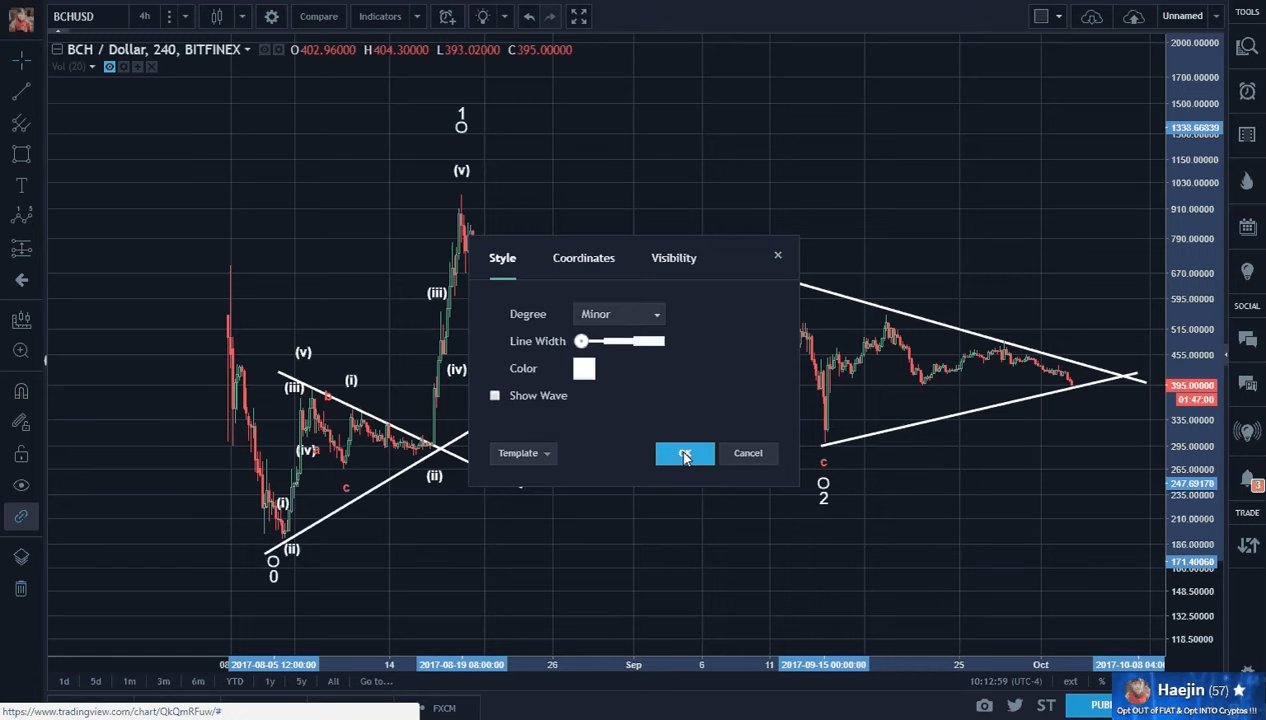 BCHUSD
4h
Compare
Indicators
Unnamed
TOOLS
BCH / Dollar, 240, BITFINEX
O402.96000 H404.30000 L393.02000 C395.00000
Vol (20)
2000.00000
1700.00000
1500.00000
1338.66839
1150.00000
1030.00000
910.00000
790.00000
670.00000
595.00000
515.00000
455.00000
395.00000
01:47:00
335.00000
295.00000
265.00000
247.69170
235.00000
210.00000
186.00000
171.40060
148.50000
132.50000
118.50000
1
(v)
(iii)
(iv)
(ii)
(v)
(iii)
(i)
b
(iv)
a
c
(i)
(ii)
0
c
2
Style
Coordinates
Visibility
Degree
Minor
Line Width
Color
Show Wave
Template
Cancel
SOCIAL
3
TRADE
2017-08-05 12:00:00
14
2017-08-19 08:00:00
26
Sep
6
11
2017-09-15 00:00:00
25
Oct
2017-10-08 04:0
1d
5d
1m
3m
6m
YTD
1y
5y
All
Go to...
10:12:59 (UTC-4)
ext
%
https://www.tradingview.com/chart/QkQmRFuw/#
FXCM
ST
PUB
Haejin (57)
Opt OUT of FIAT & Opt INTO Cryptos !!!